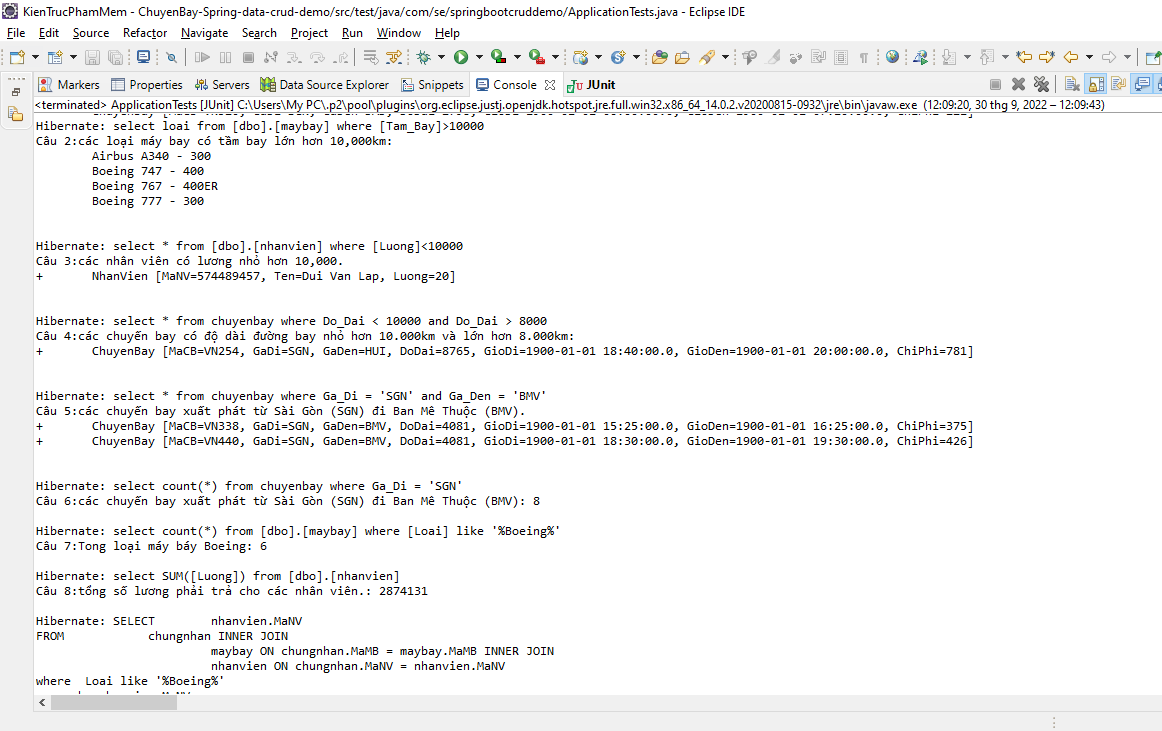 KienTrucPhamMem - ChuyenBay-Spring-data-crud-demo/src/test/java/com/se/springbootcruddemo/ApplicationTests.java - Eclipse IDE
File Edit Source Refactor Navigate Search Project Run Window Help
Markers Properties Servers Data Source Explorer Snippets Console JUnit
<terminated> ApplicationTests [JUnit] C:\Users\My PC\.p2\pool\plugins\org.eclipse.justj.openjdk.hotspot.jre.full.win32.x86_64_14.0.2.v20200815-0932\jre\bin\javaw.exe (12:09:20, 30 thg 9, 2022 – 12:09:43)
Hibernate: select loai from [dbo].[maybay] where [Tam_Bay]>10000
Câu 2:các loại máy bay có tầm bay lớn hơn 10,000km:
Airbus A340 - 300
Boeing 747 - 400
Boeing 767 - 400ER
Boeing 777 - 300
Hibernate: select * from [dbo].[nhanvien] where [Luong]<10000
Câu 3:các nhân viên có lương nhỏ hơn 10,000.
+ NhanVien [MaNV=574489457, Ten=Dui Van Lap, Luong=20]
Hibernate: select * from chuyenbay where Do_Dai < 10000 and Do_Dai > 8000
Câu 4:các chuyến bay có độ dài đường bay nhỏ hơn 10.000km và lớn hơn 8.000km:
+ ChuyenBay [MaCB=VN254, GaDi=SGN, GaDen=HUI, DoDai=8765, GioDi=1900-01-01 18:40:00.0, GioDen=1900-01-01 20:00:00.0, ChiPhi=781]
Hibernate: select * from chuyenbay where Ga_Di = 'SGN' and Ga_Den = 'BMV'
Câu 5:các chuyến bay xuất phát từ Sài Gòn (SGN) đi Ban Mê Thuộc (BMV).
+ ChuyenBay [MaCB=VN338, GaDi=SGN, GaDen=BMV, DoDai=4081, GioDi=1900-01-01 15:25:00.0, GioDen=1900-01-01 16:25:00.0, ChiPhi=375]
+ ChuyenBay [MaCB=VN440, GaDi=SGN, GaDen=BMV, DoDai=4081, GioDi=1900-01-01 18:30:00.0, GioDen=1900-01-01 19:30:00.0, ChiPhi=426]
Hibernate: select count(*) from chuyenbay where Ga_Di = 'SGN'
Câu 6:các chuyến bay xuất phát từ Sài Gòn (SGN) đi Ban Mê Thuộc (BMV): 8
Hibernate: select count(*) from [dbo].[maybay] where [Loai] like '%Boeing%'
Câu 7:Tong loại máy báy Boeing: 6
Hibernate: select SUM([Luong]) from [dbo].[nhanvien]
Câu 8:tổng số lương phải trả cho các nhân viên.: 2874131
Hibernate: SELECT nhanvien.MaNV
FROM chungnhan INNER JOIN
maybay ON chungnhan.MaMB = maybay.MaMB INNER JOIN
nhanvien ON chungnhan.MaNV = nhanvien.MaNV
where Loai like '%Boeing%'